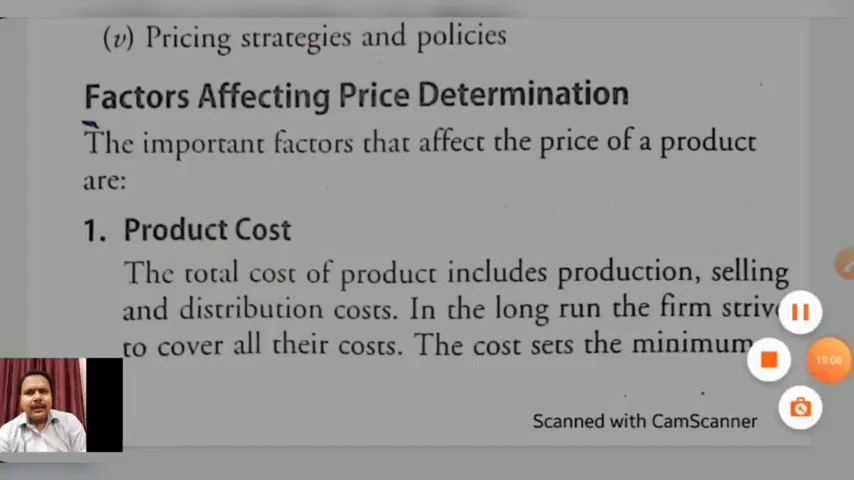 (v) Pricing strategies and policies
Factors Affecting Price Determination
The important factors that affect the price of a product
are:
1. Product Cost
The total cost of product includes production, selling
and distribution costs. In the long run the firm
to cover all their costs. The cost sets the minimum
19:06
Scanned with CamScanner